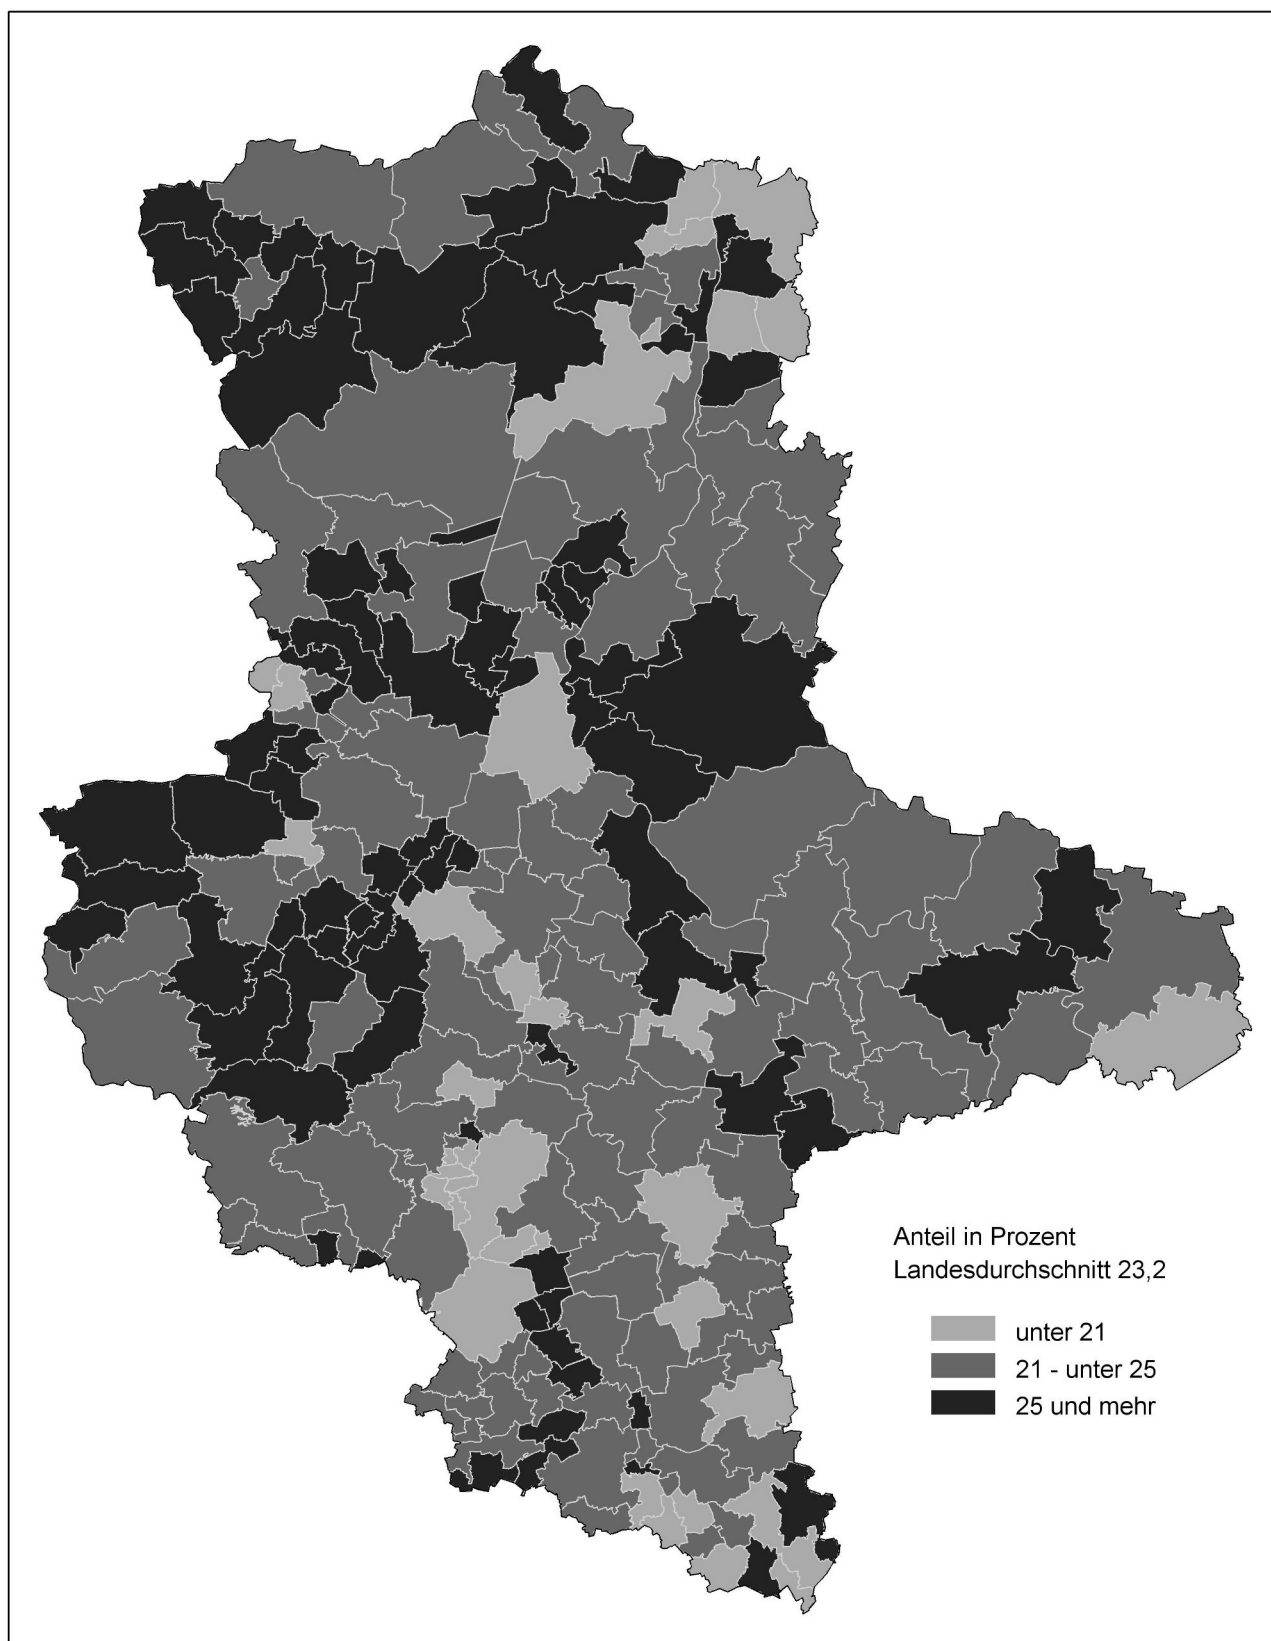 Anteil in Prozent
Landesdurchschnitt 23,2
unter 21
21 - unter 25
25 und mehr